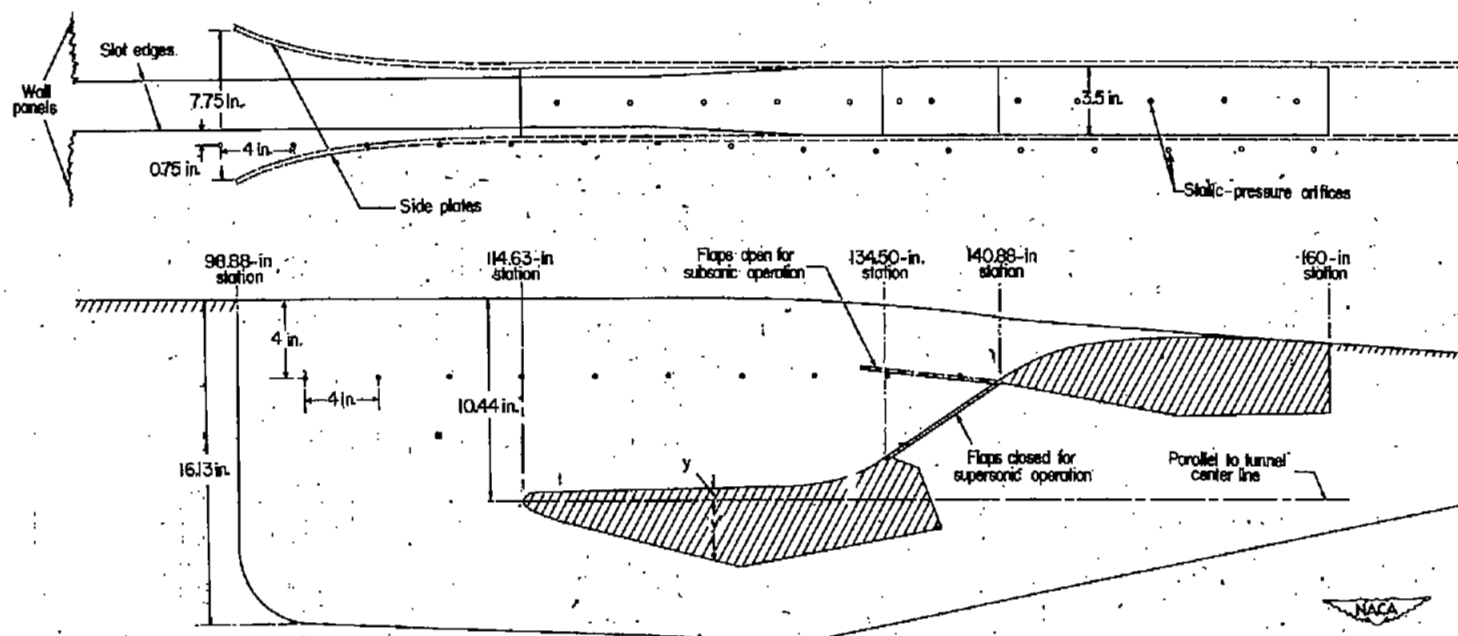 Slot edges.
Wall
panels
7.75 in.
4 in.
0.75 in.
Side plates
3.5 in.
Static-pressure orifices
98.88-in
station
114.63-in
station
Flaps open for
subsonic operation
134.50-in.
station
140.88-in
station
160-in
station
4 in.
4 in.
10.44 in.
16.13 in.
y
Flaps closed for
supersonic operation
Parallel to tunnel
center line
NACA